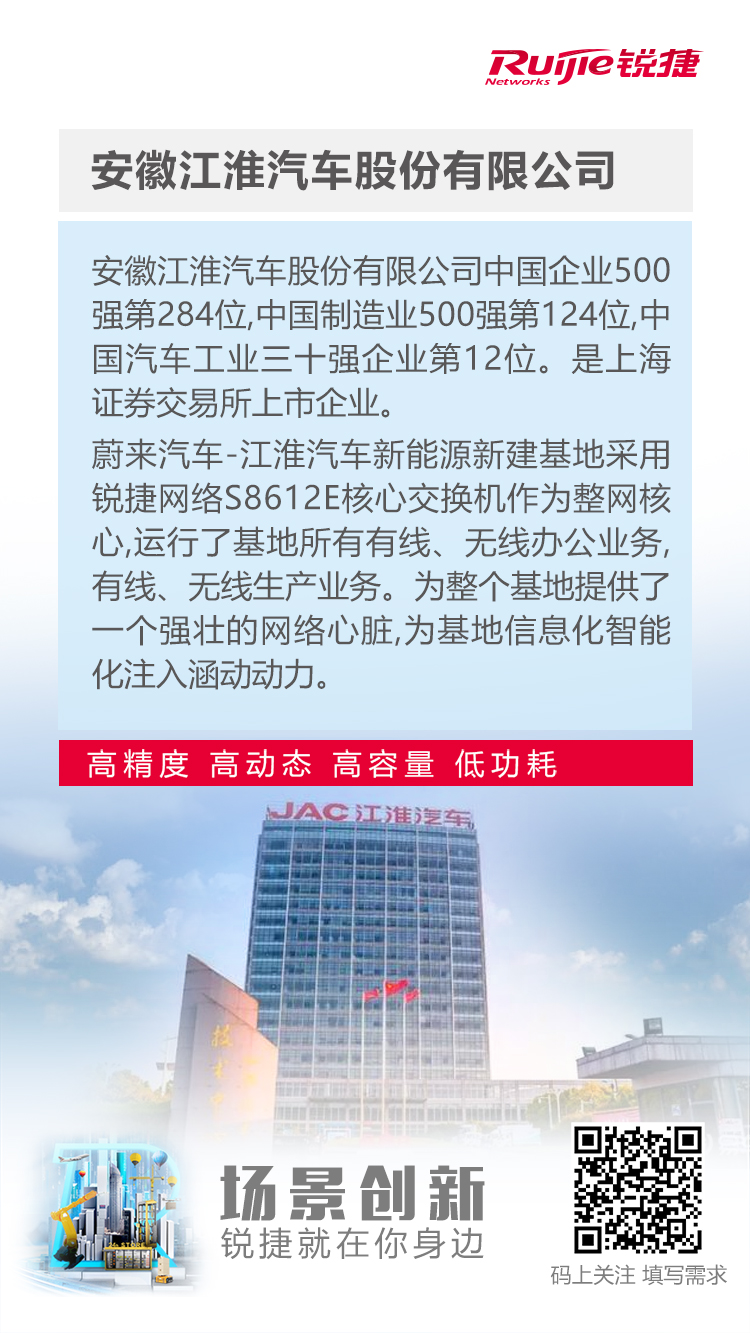 Ruijie锐捷
Networks
安徽江淮汽车股份有限公司
安徽江淮汽车股份有限公司中国企业500
强第284位,中国制造业500强第124位,中
国汽车工业三十强企业第12位。是上海
证券交易所上市企业。
蔚来汽车-江淮汽车新能源新建基地采用
锐捷网络S8612E核心交换机作为整网核
心,运行了基地所有有线、无线办公业务,
有线、无线生产业务。为整个基地提供了
一个强壮的网络心脏,为基地信息化智能
化注入涵动动力。
高精度 高动态 高容量 低功耗
JAC江淮汽车
场景创新
锐捷就在你身边
码上关注 填写需求